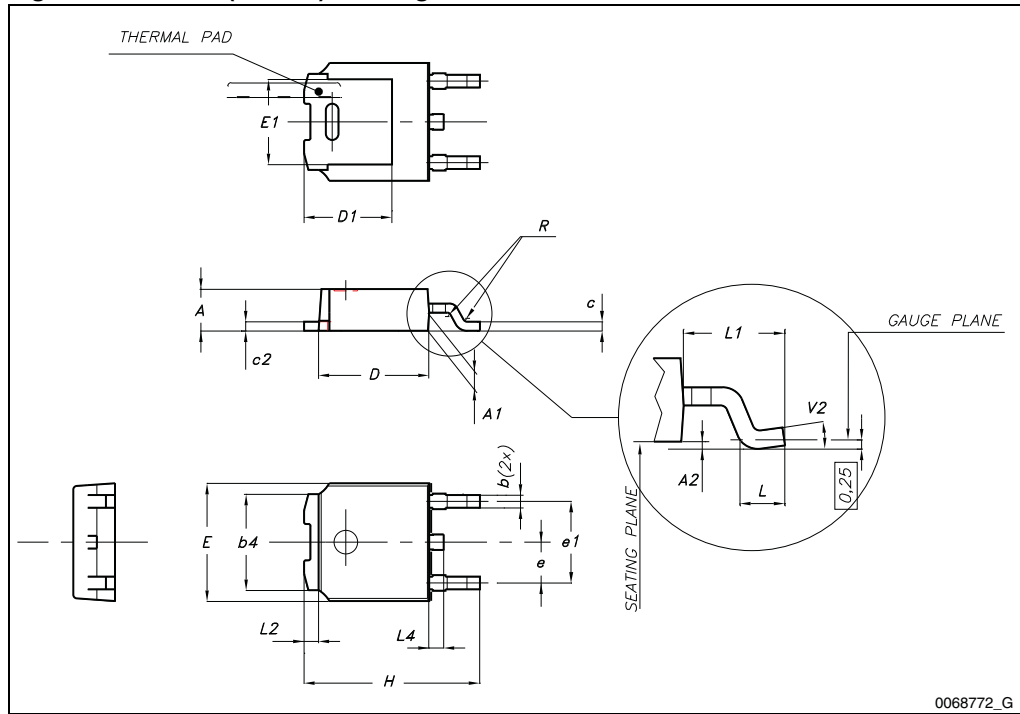 THERMAL PAD
E1
D1
R
A
c2
D
A1
c
L1
GAUGE PLANE
V2
A2
L
0,25
SEATING PLANE
b(2x)
E
b4
e
e1
L2
L4
H
0068772_G